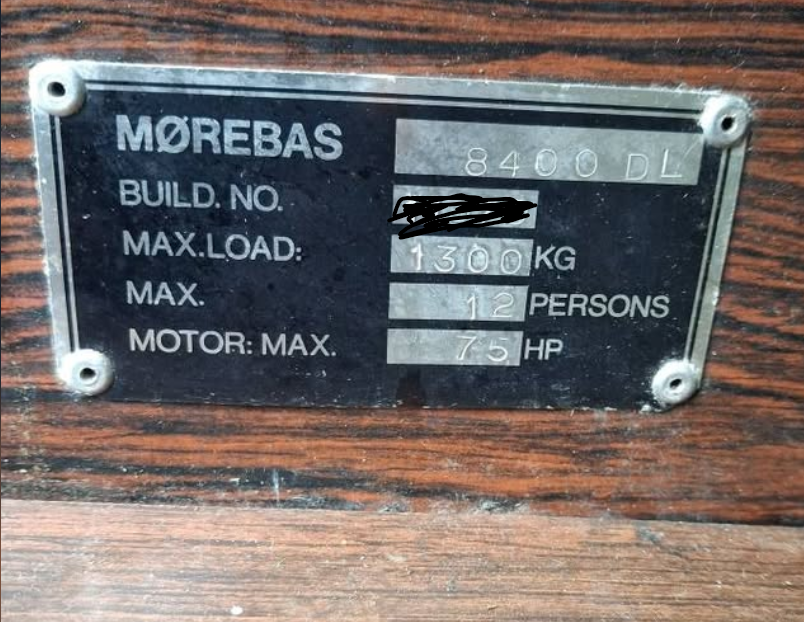 MØREBAS 8400 DL
BUILD. NO.
MAX.LOAD: 1300 KG
MAX. 12 PERSONS
MOTOR: MAX. 75 HP